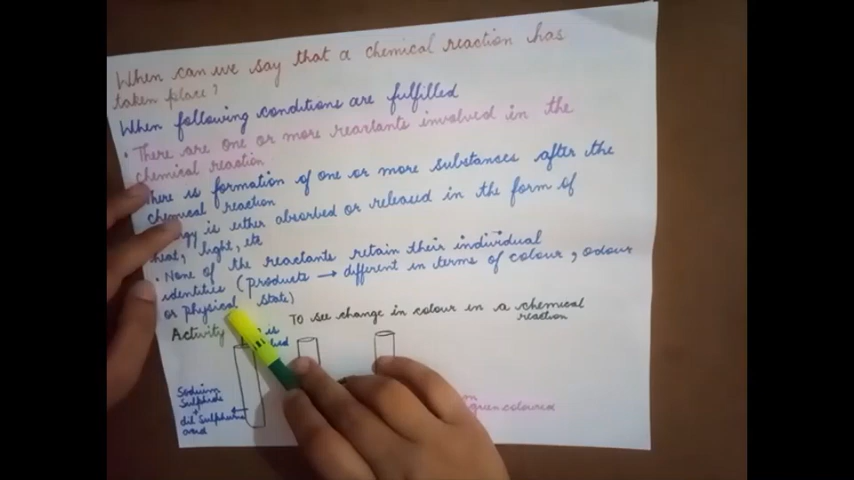 When can we say that a chemical reaction has
taken place?
When following conditions are fulfilled
• There are one or more reactants involved in the
chemical reaction
There is formation of one or more substances after the
chemical reaction
is either absorbed or released in the form of
heat, light, etc
• None of the reactants retain their individual
identities (Products → different in terms of colour, odour
or physical state)
Activity is To see change in colour in a chemical
reaction
Sodium
Sulphide
+
dil Sulphuric
acid
green coloured